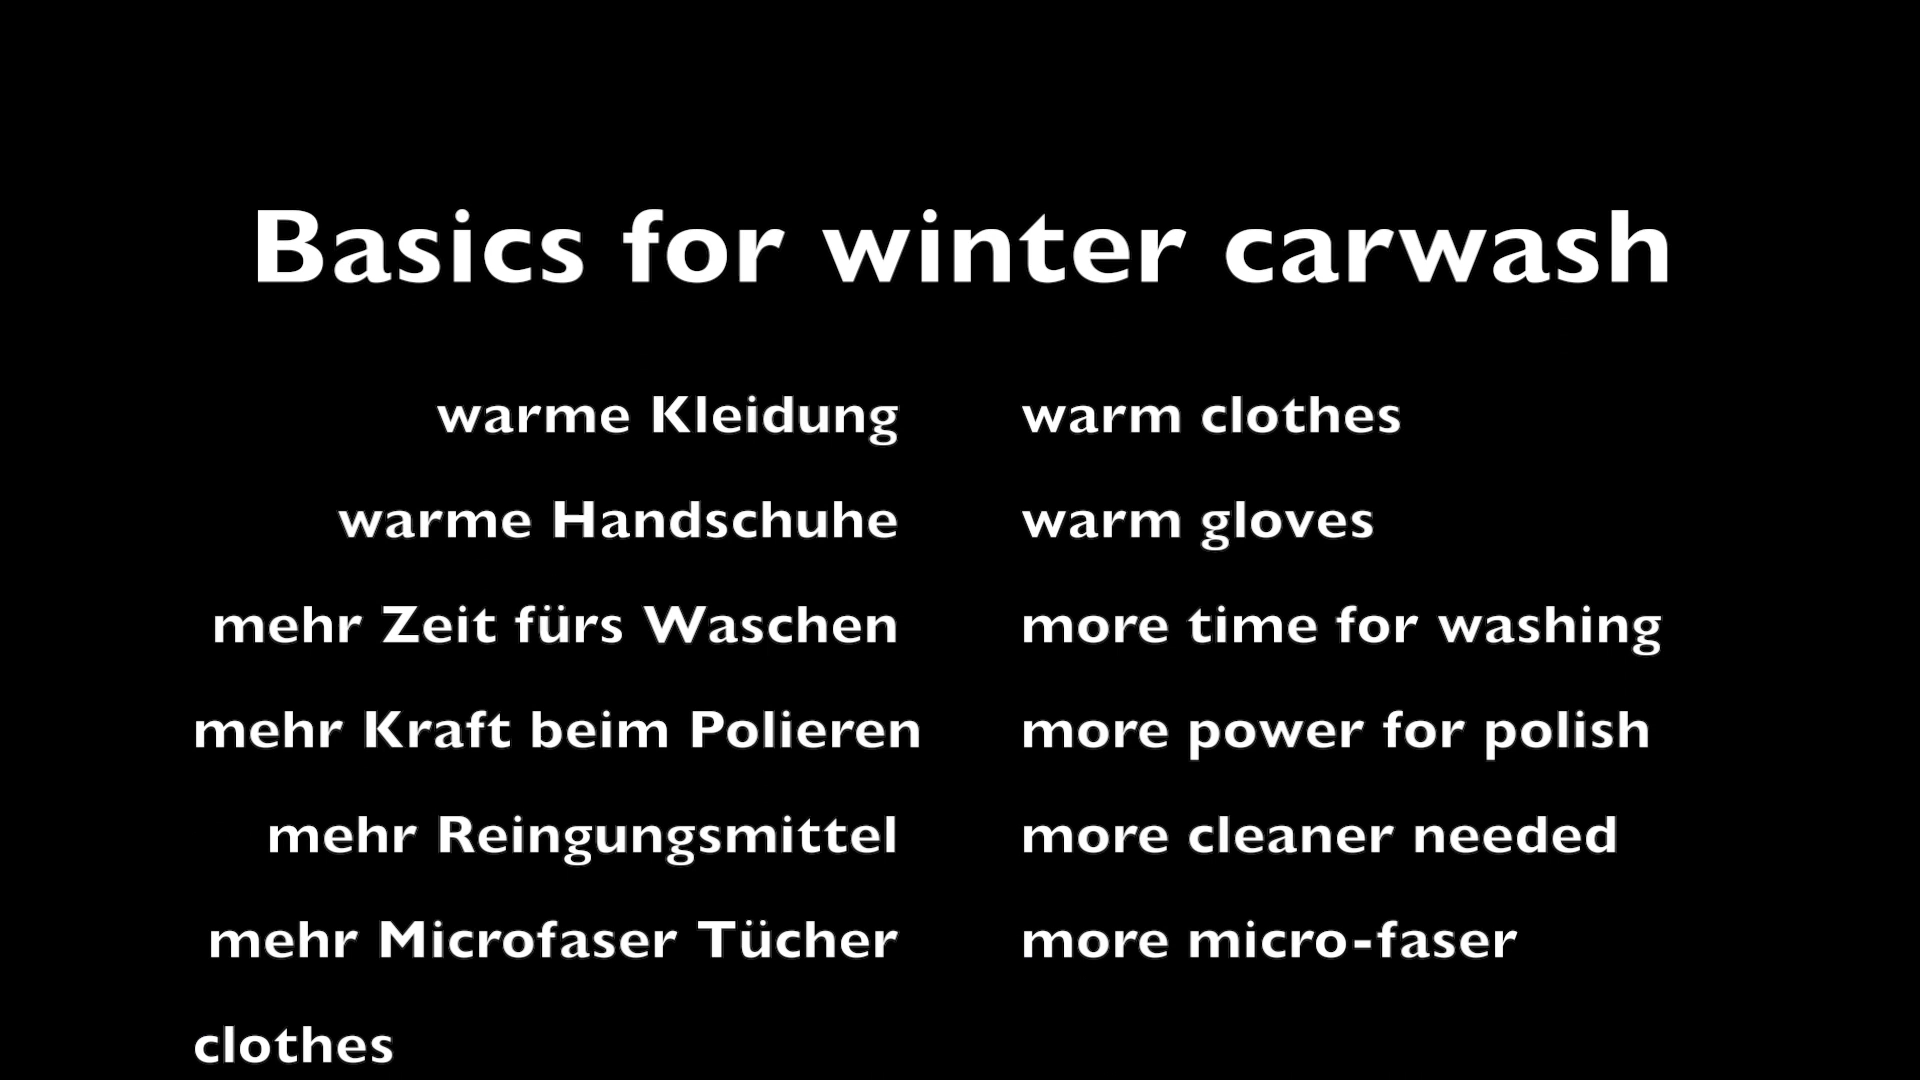 Basics for winter carwash
warme Kleidung warm clothes
warme Handschuhe warm gloves
mehr Zeit fürs Waschen more time for washing
mehr Kraft beim Polieren more power for polish
mehr Reingungsmittel more cleaner needed
mehr Microfaser Tücher more micro-faser
clothes